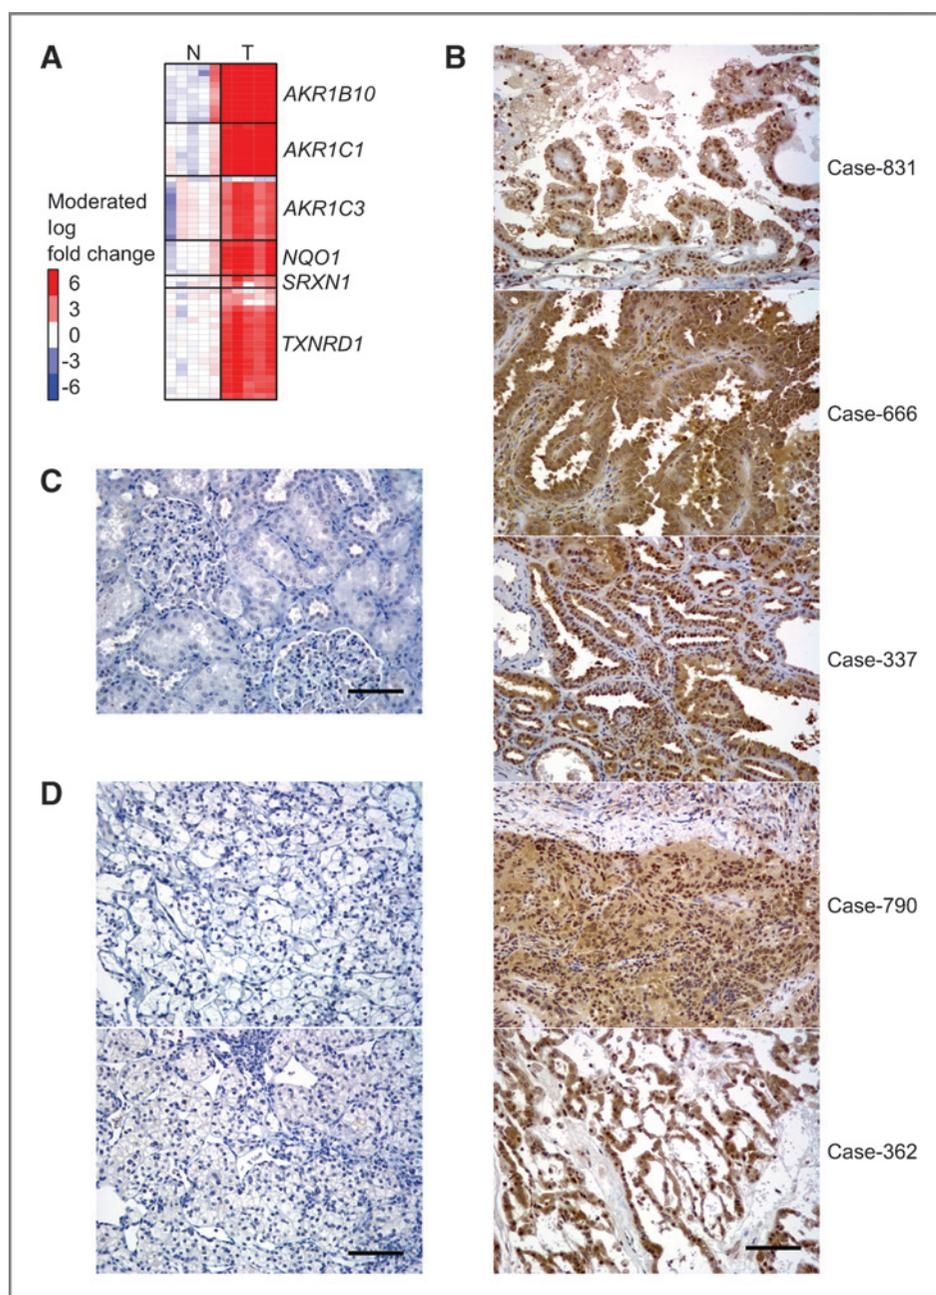 A
N T
AKR1B10
AKR1C1
AKR1C3
NQO1
SRXN1
TXNRD1
Moderated
log
fold change
6
3
0
-3
-6
B
Case-831
Case-666
Case-337
Case-790
Case-362
C
D